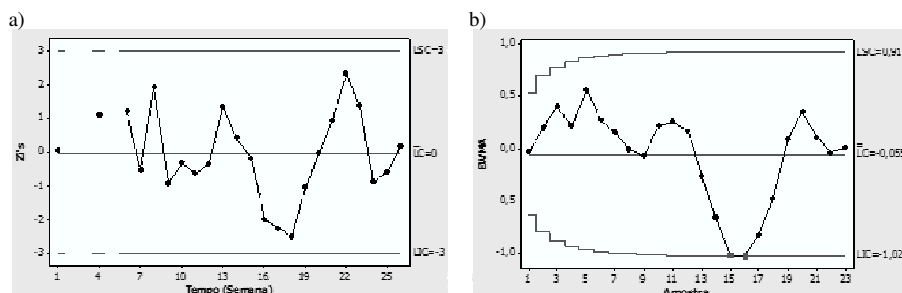 a)
b)
3
2
1
0
-1
-2
-3
Zi's
LSC=3
LC=0
LIC=-3
1 4 7 10 13 16 19 22 25
Tempo (Semana)
1,0
0,5
0,0
0,5
-1,0
EWMA
LSC=0,91
LC=-0,055
LIC=-1,02
1 3 5 7 9 11 13 15 17 19 21 23
Amostra